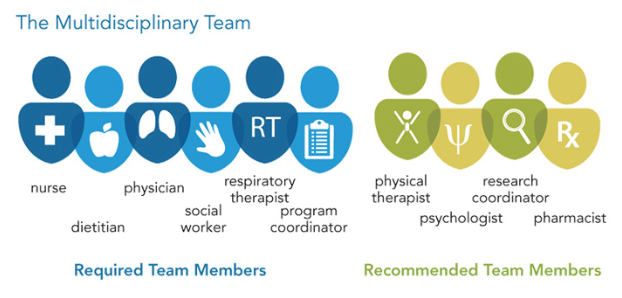 The Multidisciplinary Team
RT
Rx
nurse
dietitian
physician
social
worker
respiratory
therapist
program
coordinator
physical
therapist
psychologist
research
coordinator
pharmacist
Required Team Members
Recommended Team Members